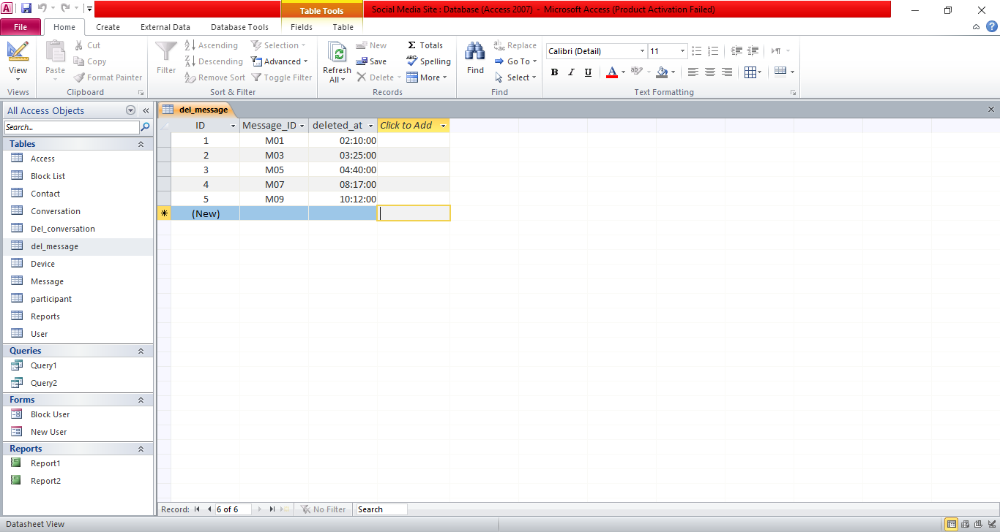 Table Tools
Social Media Site : Database (Access 2007) - Microsoft Access (Product Activation Failed)
File Home Create External Data Database Tools Fields Table
View
Views
Paste
Cut
Copy
Format Painter
Clipboard
Filter
Ascending
Descending
Remove Sort
Selection
Advanced
Toggle Filter
Sort & Filter
Refresh
All
New
Save
Delete
Totals
Spelling
More
Records
Find
Replace
Go To
Select
Find
Calibri (Detail) 11
B I U A ab
Text Formatting
All Access Objects
Search...
Tables
Access
Block List
Contact
Conversation
Del_conversation
del_message
Device
Message
participant
Reports
User
Queries
Query1
Query2
Forms
Block User
New User
Reports
Report1
Report2
del_message
ID Message_ID deleted_at Click to Add
1 M01 02:10:00
2 M03 03:25:00
3 M05 04:40:00
4 M07 08:17:00
5 M09 10:12:00
(New)
Record: 6 of 6 No Filter Search
Datasheet View